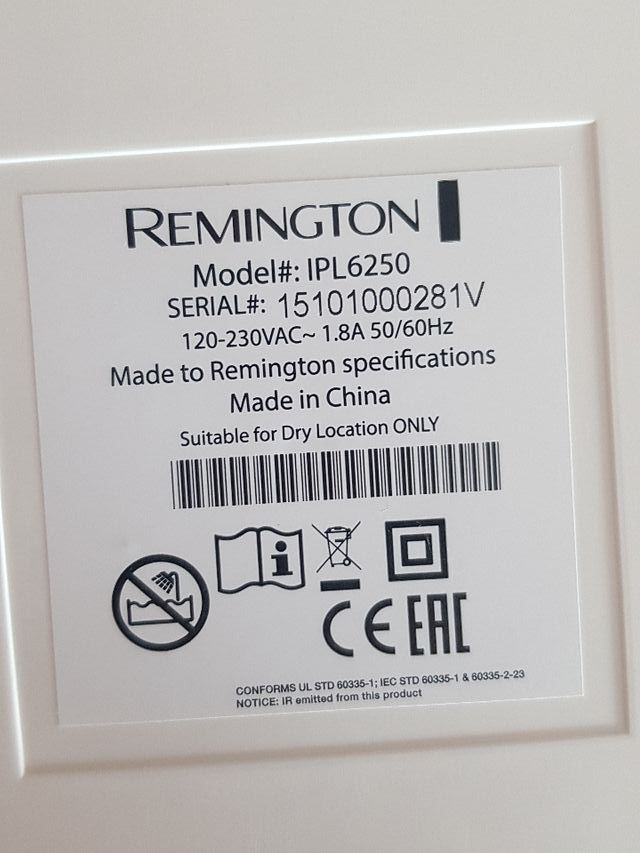 REMINGTON
Model#: IPL6250
SERIAL#: 15101000281V
120-230VAC~ 1.8A 50/60Hz
Made to Remington specifications
Made in China
Suitable for Dry Location ONLY
i
CE EAC
CONFORMS UL STD 60335-1; IEC STD 60335-1 & 60335-2-23
NOTICE: IR emitted from this product